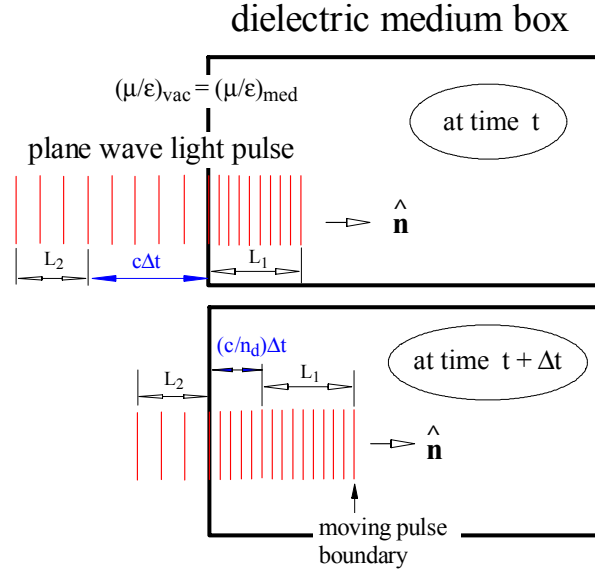 dielectric medium box
(μ/ε)vac = (μ/ε)med
at time t
plane wave light pulse
^
n
L2
cΔt
L1
(c/nd)Δt
at time t + Δt
L2
L1
^
n
moving pulse
boundary